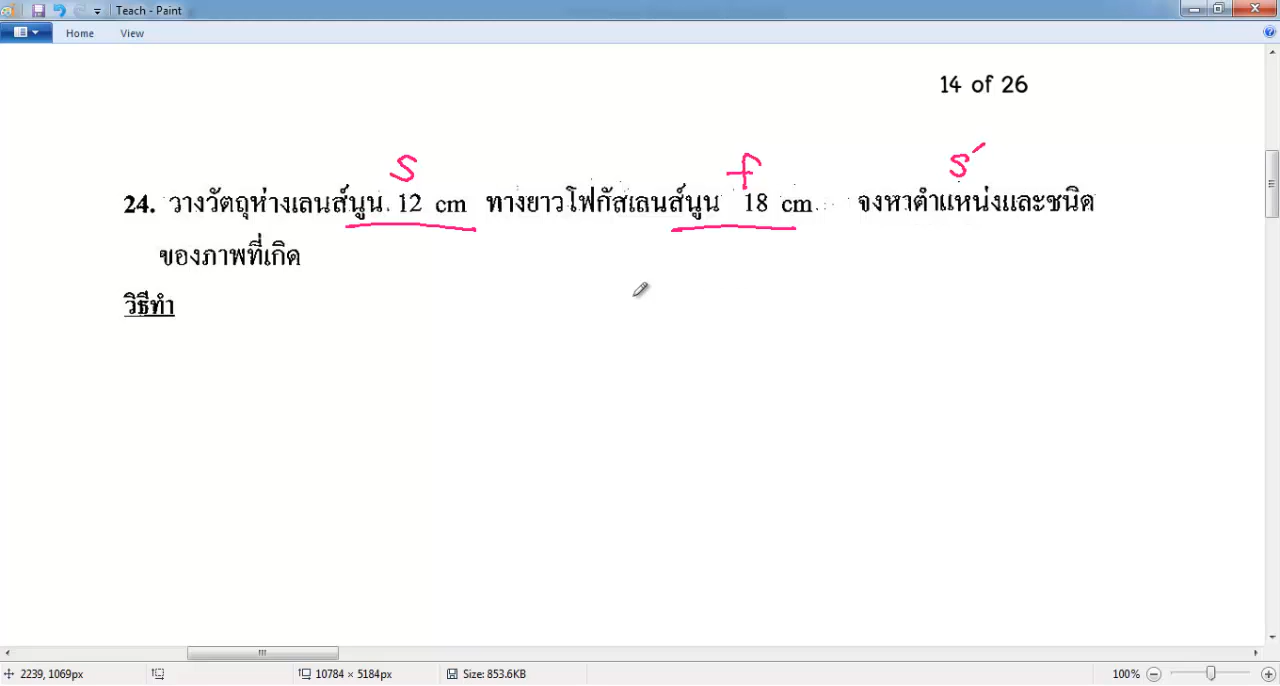 Teach - Paint
Home View
14 of 26
S f S′
24. วางวัตถุห่างเลนส์นูน 12 cm ทางยาวโฟกัสเลนส์นูน 18 cm จงหาตำแหน่งและชนิด
ของภาพที่เกิด
วิธีทำ
2239, 1069px 10784 × 5184px Size: 853.6KB 100%